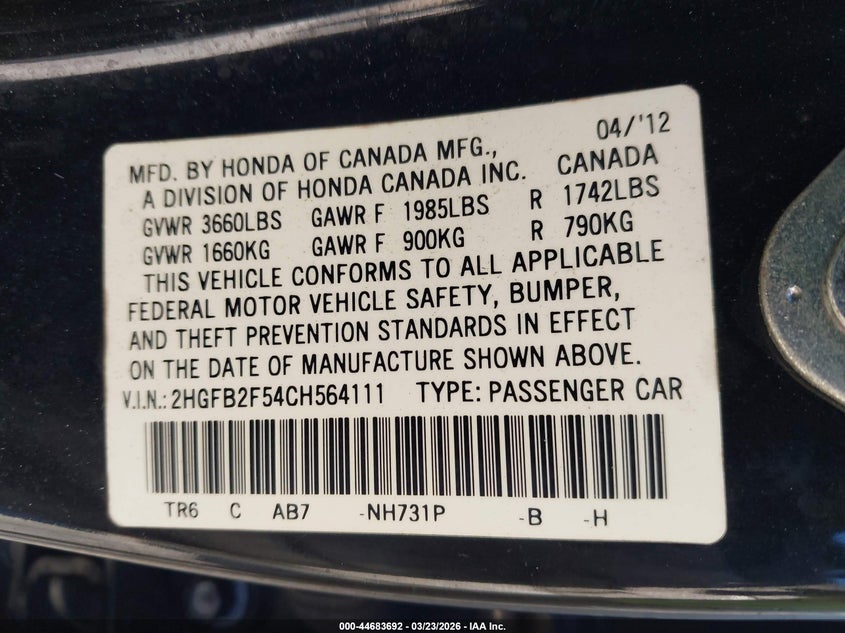 04/'12
MFD. BY HONDA OF CANADA MFG.,
A DIVISION OF HONDA CANADA INC. CANADA
GVWR 3660LBS GAWR F 1985LBS R 1742LBS
GVWR 1660KG GAWR F 900KG R 790KG
THIS VEHICLE CONFORMS TO ALL APPLICABLE
FEDERAL MOTOR VEHICLE SAFETY, BUMPER,
AND THEFT PREVENTION STANDARDS IN EFFECT
ON THE DATE OF MANUFACTURE SHOWN ABOVE.
V.I.N.: 2HGFB2F54CH564111 TYPE: PASSENGER CAR
TR6 C AB7 -NH731P -B -H
000-44683692 - 03/23/2026 - IAA Inc.